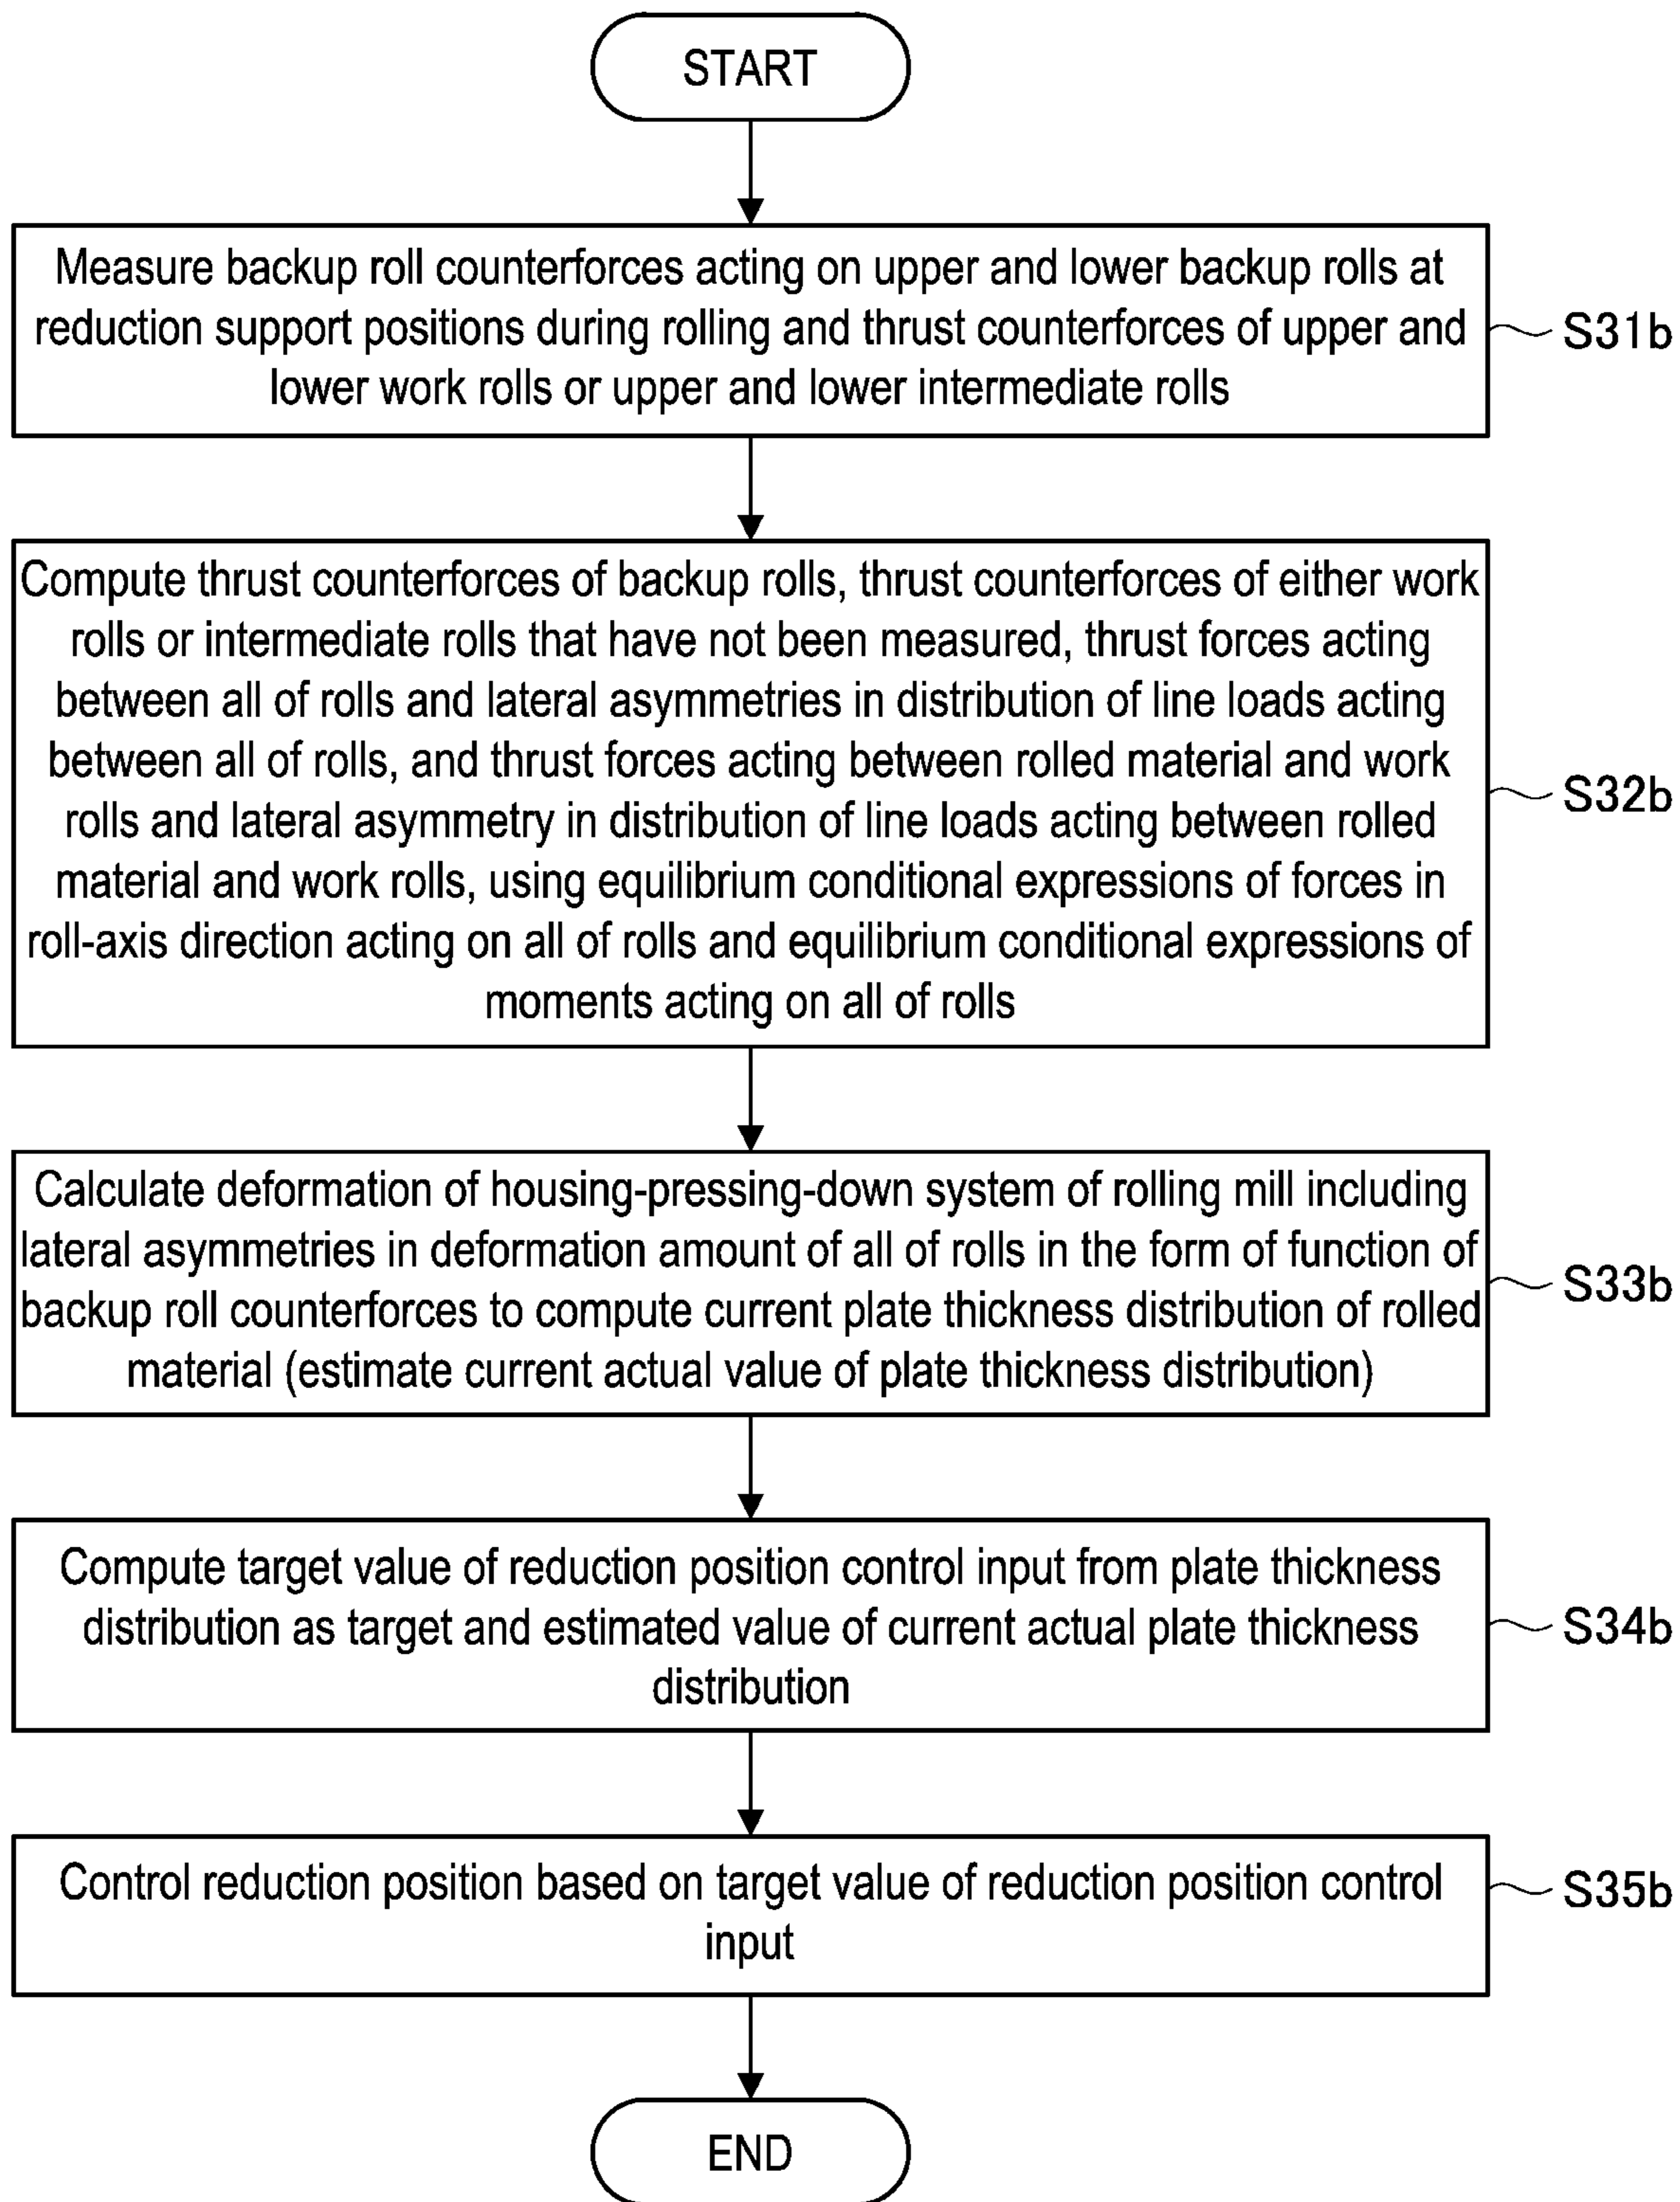 START
Measure backup roll counterforces acting on upper and lower backup rolls at
reduction support positions during rolling and thrust counterforces of upper and
lower work rolls or upper and lower intermediate rolls
S31b
Compute thrust counterforces of backup rolls, thrust counterforces of either work
rolls or intermediate rolls that have not been measured, thrust forces acting
between all of rolls and lateral asymmetries in distribution of line loads acting
between all of rolls, and thrust forces acting between rolled material and work
rolls and lateral asymmetry in distribution of line loads acting between rolled
material and work rolls, using equilibrium conditional expressions of forces in
roll-axis direction acting on all of rolls and equilibrium conditional expressions of
moments acting on all of rolls
S32b
Calculate deformation of housing-pressing-down system of rolling mill including
lateral asymmetries in deformation amount of all of rolls in the form of function of
backup roll counterforces to compute current plate thickness distribution of rolled
material (estimate current actual value of plate thickness distribution)
S33b
Compute target value of reduction position control input from plate thickness
distribution as target and estimated value of current actual plate thickness
distribution
S34b
Control reduction position based on target value of reduction position control
input
S35b
END